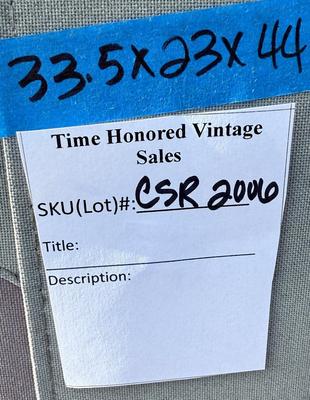 33.5x23x44
Time Honored Vintage
Sales
SKU(Lot)#: CSR 2006
Title:
Description: